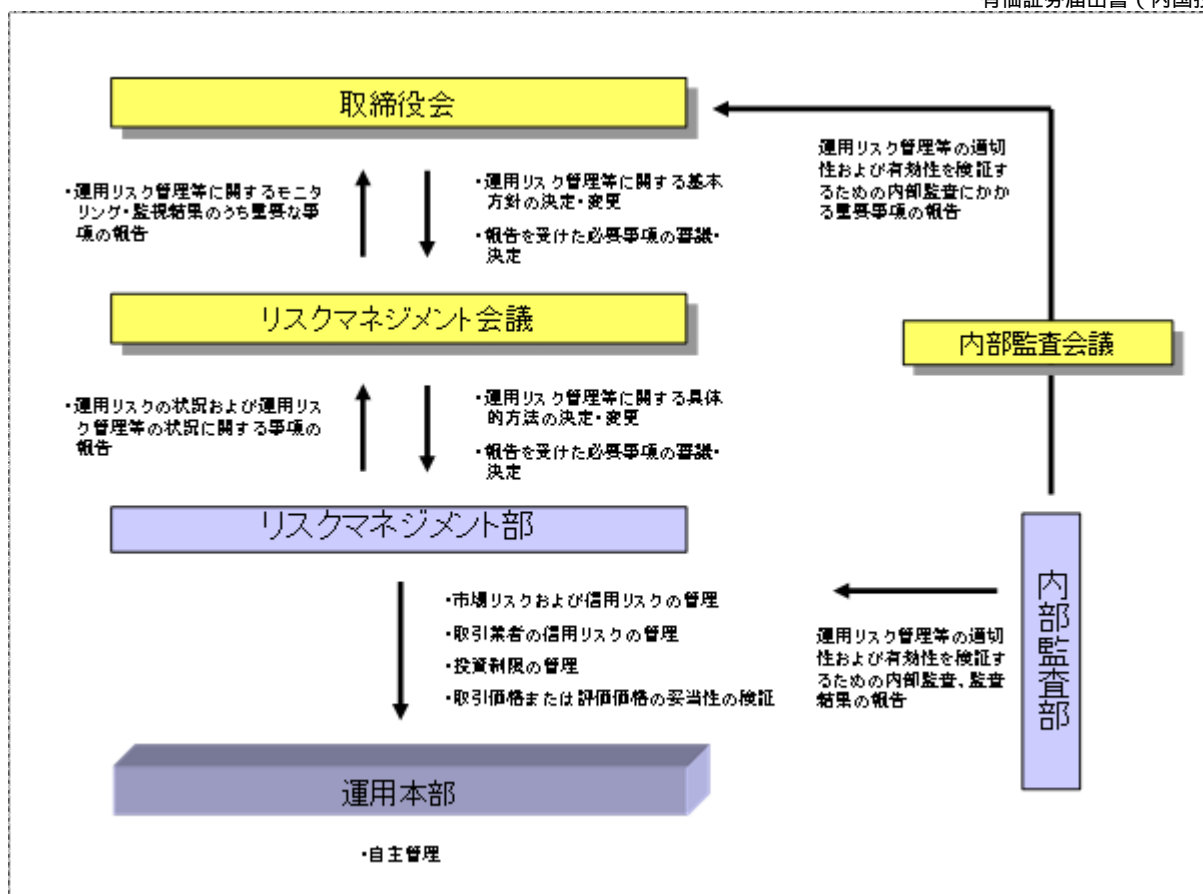 有価証券届出書(内国投
取締役会
・運用リスク管理等に関するモニタ
リング・監視結果のうち重要な事
項の報告
・運用リスク管理等に関する基本
方針の決定・変更
・報告を受けた必要事項の審議・
決定
運用リスク管理等の適切
性および有効性を検証す
るための内部監査にかか
る重要事項の報告
リスクマネジメント会議
内部監査会議
・運用リスクの状況および運用リス
ク管理等の状況に関する事項の
報告
・運用リスク管理等に関する具体
的方法の決定・変更
・報告を受けた必要事項の審議・
決定
リスクマネジメント部
・市場リスクおよび信用リスクの管理
・取引業者の信用リスクの管理
・投資制限の管理
・取引価格または評価価格の妥当性の検証
運用リスク管理等の適切
性および有効性を検証す
るための内部監査、監査
結果の報告
内部監査部
運用本部
・自主管理